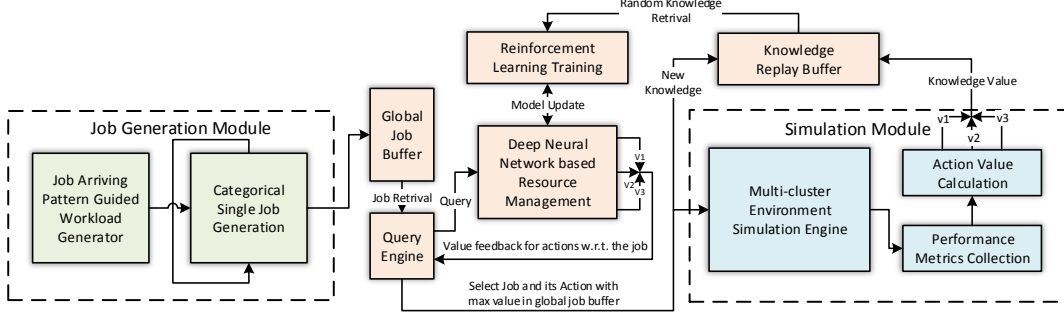 Random Knowledge
Retrival
Reinforcement
Learning Training
Knowledge
Replay Buffer
New
Knowledge
Knowledge Value
Model Update
Job Generation Module
Job Arriving
Pattern Guided
Workload
Generator
Categorical
Single Job
Generation
Global
Job
Buffer
Job Retrival
Query
Engine
Query
Deep Neural
Network based
Resource
Management
v1
v2
v3
Value feedback for actions w.r.t. the job
Select Job and its Action with
max value in global job buffer
Simulation Module
v1
v2
v3
Multi-cluster
Environment
Simulation Engine
Action Value
Calculation
Performance
Metrics Collection